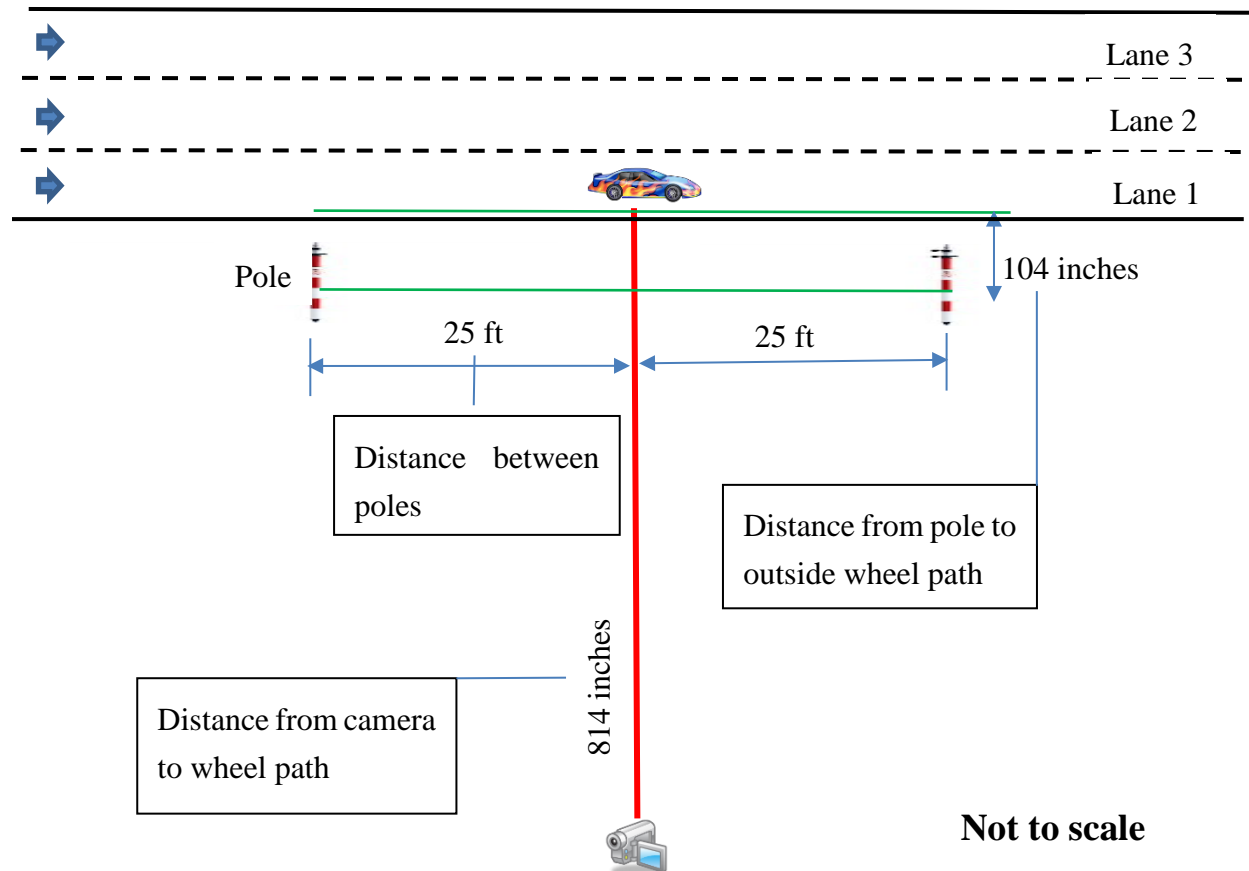 Lane 3
Lane 2
Lane 1
Pole
104 inches
25 ft
25 ft
Distance between
poles
Distance from pole to
outside wheel path
814 inches
Distance from camera
to wheel path
Not to scale